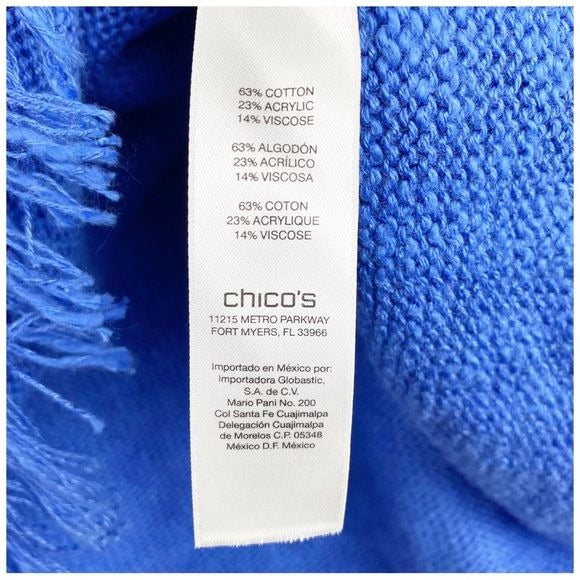 63% COTTON
23% ACRYLIC
14% VISCOSE
63% ALGODÓN
23% ACRÍLICO
14% VISCOSA
63% COTON
23% ACRYLIQUE
14% VISCOSE
chico's
11215 METRO PARKWAY
FORT MYERS, FL 33966
Importado en México por:
Importadora Globastic,
S.A. de C.V.
Mario Pani No. 200
Col Santa Fe Cuajimalpa
Delegación Cuajimalpa
de Morelos C.P. 05348
México D.F. México